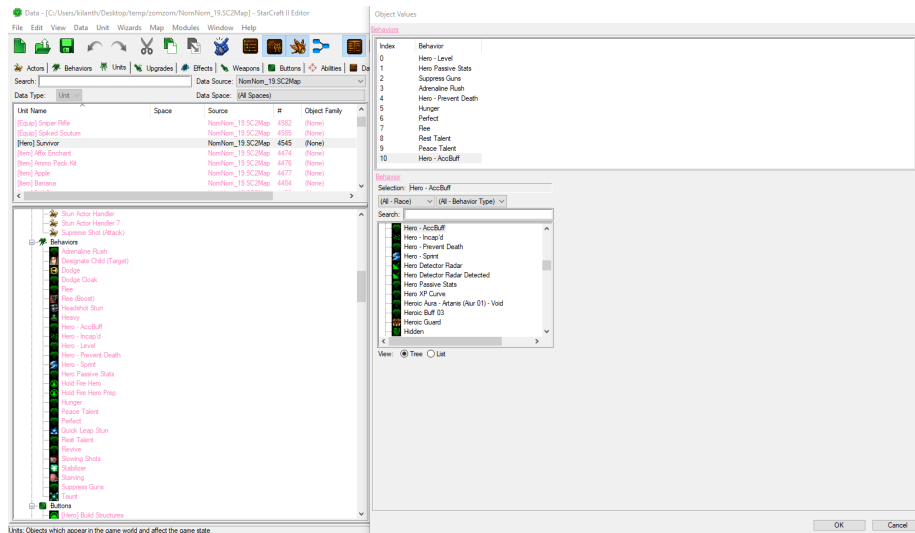 Data - [C:/Users/kilanth/Desktop/temp/zomzom/NomNom_19.SC2Map] - StarCraft II Editor
File Edit View Data Unit Wizards Map Modules Window Help
Actors Behaviors Units Upgrades Effects Weapons Buttons Abilities Da
Search: Data Source: NomNom_19.SC2Map
Data Type: Unit Data Space: (All Spaces)
Unit Name Space Source # Object Family
[Equip] Sniper Rifle NomNom_19.SC2Map 4582 (None)
[Equip] Spiked Scutum NomNom_19.SC2Map 4585 (None)
[Hero] Survivor NomNom_19.SC2Map 4545 (None)
[Item] Affix Enchant NomNom_19.SC2Map 4474 (None)
[Item] Ammo Pack Kit NomNom_19.SC2Map 4476 (None)
[Item] Apple NomNom_19.SC2Map 4477 (None)
[Item] Banana NomNom_19.SC2Map 4484 (None)
Stun Actor Handler
Stun Actor Handler 7
Supreme Shot (Attack)
Behaviors
Adrenaline Rush
Designate Child (Target)
Dodge
Dodge Cloak
Flee
Flee (Boost)
Headshot Stun
Heavy
Hero - AccBuff
Hero - Incap'd
Hero - Level
Hero - Prevent Death
Hero - Sprint
Hero Passive Stats
Hold Fire Hero
Hold Fire Hero Prep
Hunger
Peace Talent
Perfect
Quick Leap Stun
Rest Talent
Revive
Slowing Shots
Stabilizer
Starving
Suppress Guns
Taunt
Buttons
[Hero] Build Structures
Units: Objects which appear in the game world and affect the game state
Object Values
Behaviors
Index Behavior
0 Hero - Level
1 Hero Passive Stats
2 Suppress Guns
3 Adrenaline Rush
4 Hero - Prevent Death
5 Hunger
6 Perfect
7 Flee
8 Rest Talent
9 Peace Talent
10 Hero - AccBuff
Behavior
Selection: Hero - AccBuff
(All - Race) (All - Behavior Type)
Search:
Hero - AccBuff
Hero - Incap'd
Hero - Prevent Death
Hero - Sprint
Hero Detector Radar
Hero Detector Radar Detected
Hero Passive Stats
Hero XP Curve
Heroic Aura - Artanis (Aiur 01) - Void
Heroic Buff 03
Heroic Guard
Hidden
View: Tree List
OK Cancel